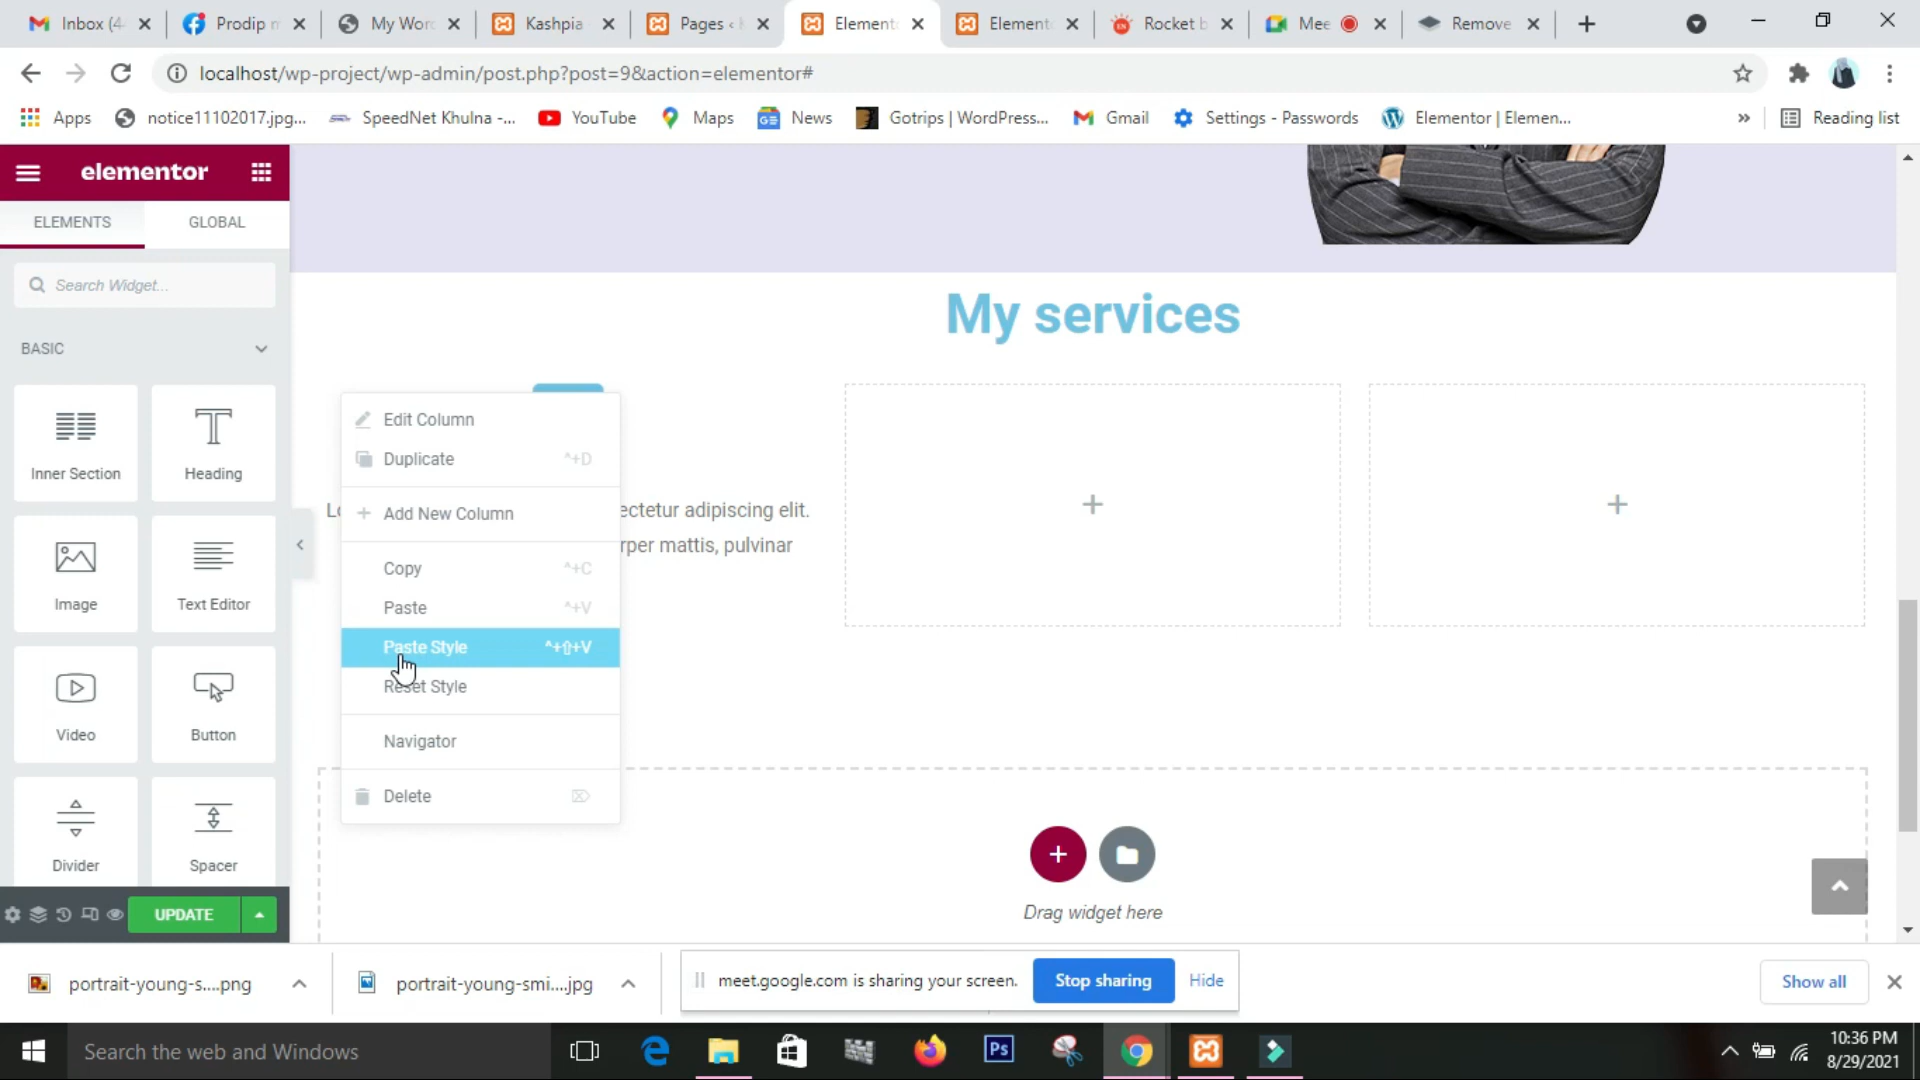 Inbox (4
Prodip m
My Worc
Kashpia
Pages ‹
Element
Element
Rocket b
Mee
Remove
localhost/wp-project/wp-admin/post.php?post=9&action=elementor#
Apps
notice11102017.jpg...
SpeedNet Khulna -...
YouTube
Maps
News
Gotrips | WordPress...
Gmail
Settings - Passwords
Elementor | Elemen...
»
Reading list
elementor
ELEMENTS
GLOBAL
Search Widget...
BASIC
Inner Section
Heading
Image
Text Editor
Video
Button
Divider
Spacer
UPDATE
My services
Edit Column
Duplicate ^+D
Add New Column
Copy ^+C
Paste ^+V
Paste Style ^+⇧+V
Reset Style
Navigator
Delete ⌦
ectetur adipiscing elit.
rper mattis, pulvinar
Drag widget here
portrait-young-s....png
portrait-young-smi....jpg
meet.google.com is sharing your screen.
Stop sharing
Hide
Show all
Search the web and Windows
Ps
10:36 PM
8/29/2021